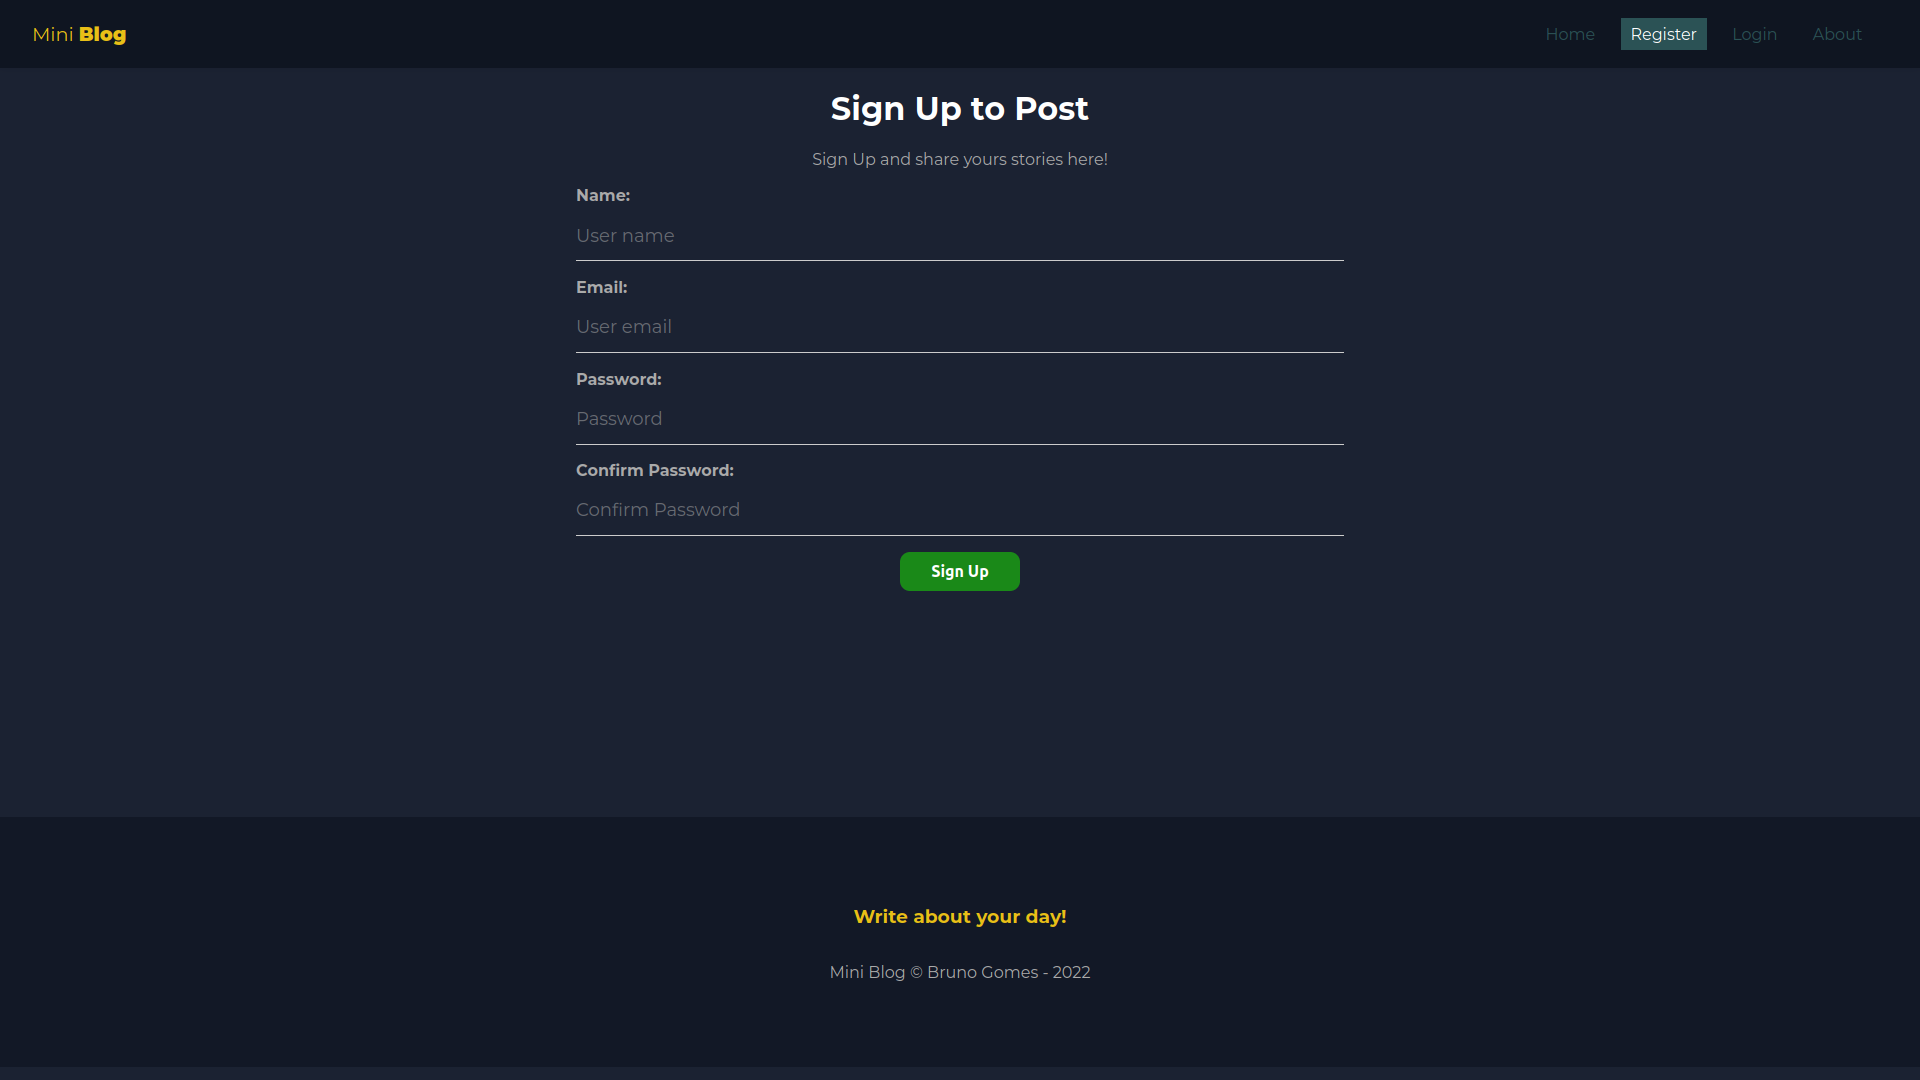 Mini Blog
Home
Register
Login
About
Sign Up to Post
Sign Up and share yours stories here!
Name:
User name
Email:
User email
Password:
Password
Confirm Password:
Confirm Password
Sign Up
Write about your day!
Mini Blog © Bruno Gomes - 2022